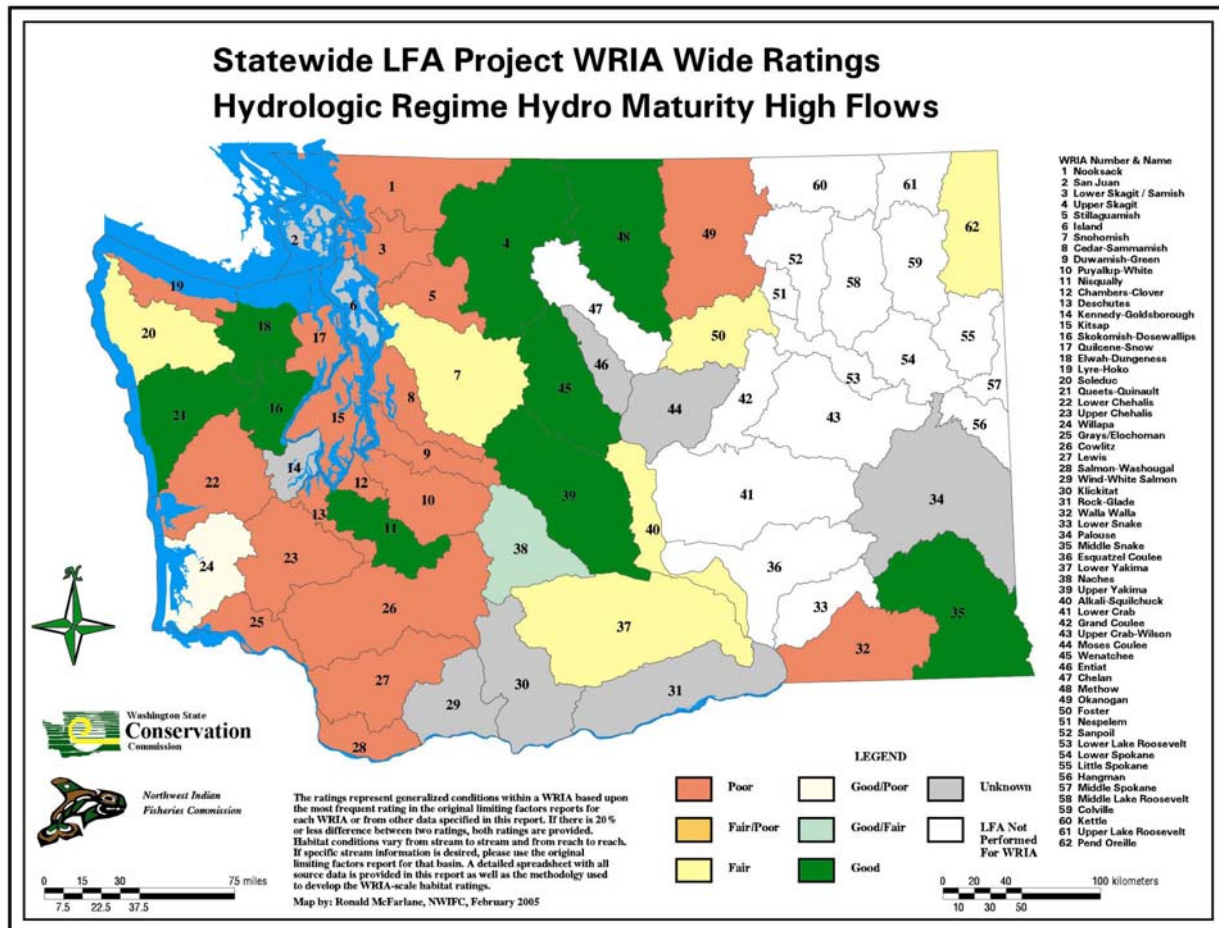 Statewide LFA Project WRIA Wide Ratings
Hydrologic Regime Hydro Maturity High Flows
WRIA Number & Name
1 Nooksack
2 San Juan
3 Lower Skagit / Samish
4 Upper Skagit
5 Stillaguamish
6 Island
7 Snohomish
8 Cedar-Sammamish
9 Duwamish-Green
10 Puyallup-White
11 Nisqually
12 Chambers-Clover
13 Deschutes
14 Kennedy-Goldsborough
15 Kitsap
16 Skokomish-Dosewallips
17 Quilcene-Snow
18 Elwah-Dungeness
19 Lyre-Hoko
20 Soleduc
21 Queets-Quinault
22 Lower Chehalis
23 Upper Chehalis
24 Willapa
25 Grays/Elochoman
26 Cowlitz
27 Lewis
28 Salmon-Washougal
29 Wind-White Salmon
30 Klickitat
31 Rock-Glade
32 Walla Walla
33 Lower Snake
34 Palouse
35 Middle Snake
36 Esquatzel Coulee
37 Lower Yakima
38 Naches
39 Upper Yakima
40 Alkali-Squilchuck
41 Lower Crab
42 Grand Coulee
43 Upper Crab-Wilson
44 Moses Coulee
45 Wenatchee
46 Entiat
47 Chelan
48 Methow
49 Okanogan
50 Foster
51 Nespelem
52 Sanpoil
53 Lower Lake Roosevelt
54 Lower Spokane
55 Little Spokane
56 Hangman
57 Middle Spokane
58 Middle Lake Roosevelt
59 Colville
60 Kettle
61 Upper Lake Roosevelt
62 Pend Oreille
1
2
3
4
5
6
7
8
9
10
11
12
13
14
15
16
17
18
19
20
21
22
23
24
25
26
27
28
29
30
31
32
33
34
35
36
37
38
39
40
41
42
43
44
45
46
47
48
49
50
51
52
53
54
55
56
57
58
59
60
61
62
N
Washington State
Conservation
Commission
Northwest Indian
Fisheries Commission
The ratings represent generalized conditions within a WRIA based upon
the most frequent rating in the original limiting factors reports for
each WRIA or from other data specified in this report. If there is 20 %
or less difference between two ratings, both ratings are provided.
Habitat conditions vary from stream to stream and from reach to reach.
If specific stream information is desired, please use the original
limiting factors report for that basin. A detailed spreadsheet with all
source data is provided in this report as well as the methodolgy used
to develop the WRIA-scale habitat ratings.
Map by: Ronald McFarlane, NWIFC, February 2005
LEGEND
Poor
Fair/Poor
Fair
Good/Poor
Good/Fair
Good
Unknown
LFA Not
Performed
For WRIA
0 15 30 75 miles
7.5 22.5 37.5
0 100 kilometers
10 30 50